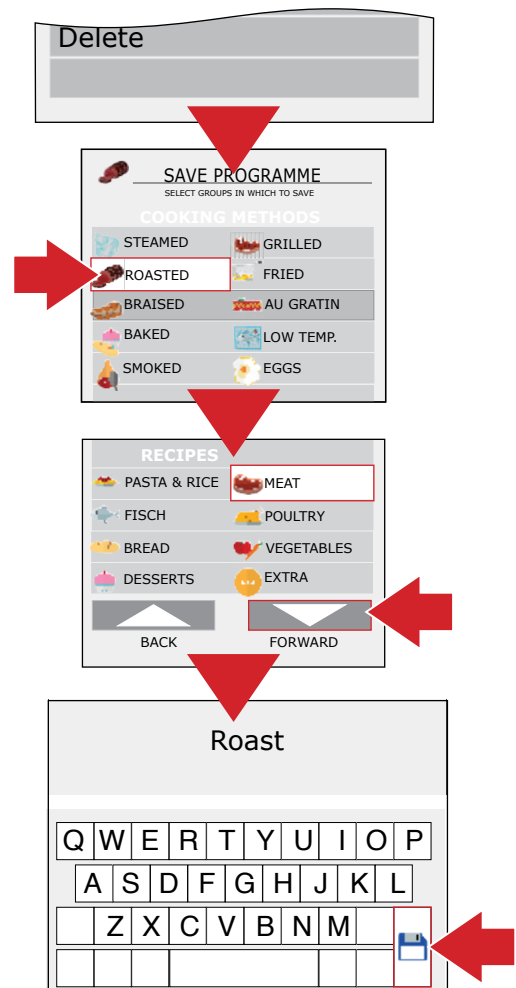 Delete
SAVE PROGRAMME
SELECT GROUPS IN WHICH TO SAVE
COOKING METHODS
STEAMED GRILLED
ROASTED FRIED
BRAISED AU GRATIN
BAKED LOW TEMP.
SMOKED EGGS
RECIPES
PASTA & RICE MEAT
FISCH POULTRY
BREAD VEGETABLES
DESSERTS EXTRA
BACK FORWARD
Roast
Q W E R T Y U I O P
A S D F G H J K L
Z X C V B N M